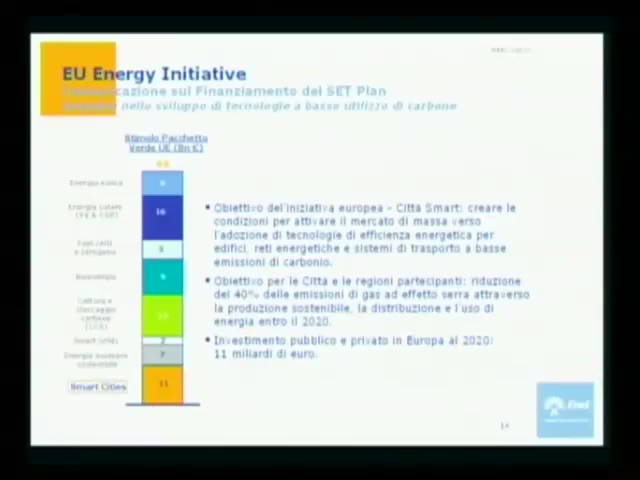 EU Energy Initiative
Comunicazione sul Finanziamento del SET Plan
nello sviluppo di tecnologie a basso utilizzo di carbone
Stimolo Pacchetto
Verde UE (Bn €)
Energia eolica
6
Energia solare
(PV & CSP)
16
Fuel cells
e idrogeno
5
Bioenergia
9
Cattura e
stoccaggio
carbone
(CCS)
Smart Grids
2
Energia nucleare
sostenibile
7
Smart Cities
11
▪ Obiettivo del'iniziativa europea – Città Smart: creare le
condizioni per attivare il mercato di massa verso
l'adozione di tecnologie di efficienza energetica per
edifici, reti energetiche e sistemi di trasporto a basse
emissioni di carbonio.
▪ Obiettivo per le Città e le regioni partecipanti: riduzione
del 40% delle emissioni di gas ad effetto serra attraverso
la produzione sostenibile, la distribuzione e l'uso di
energia entro il 2020.
▪ Investimento pubblico e privato in Europa al 2020:
11 miliardi di euro.
14
Enel